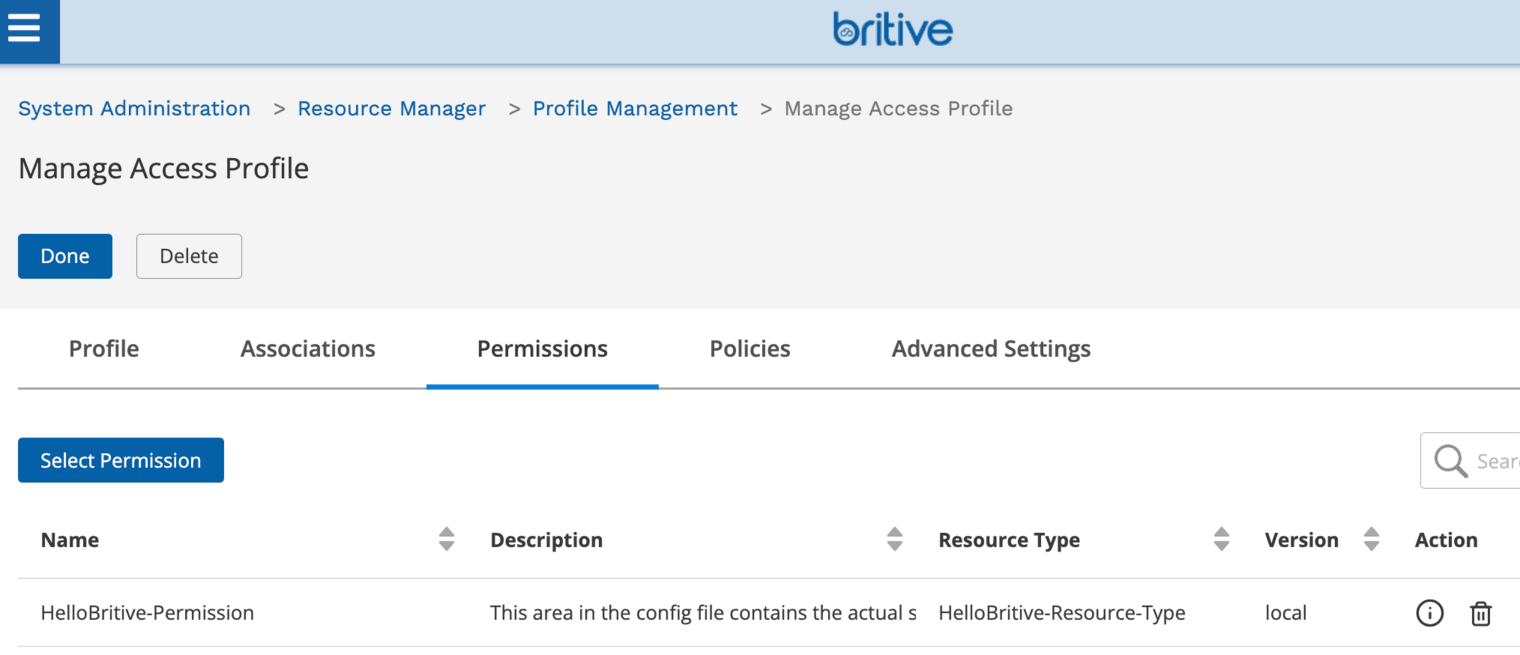 britive
System Administration > Resource Manager > Profile Management > Manage Access Profile
Manage Access Profile
Done Delete
Profile Associations Permissions Policies Advanced Settings
Select Permission
Name Description Resource Type Version Action
HelloBritive-Permission This area in the config file contains the actual HelloBritive-Resource-Type local